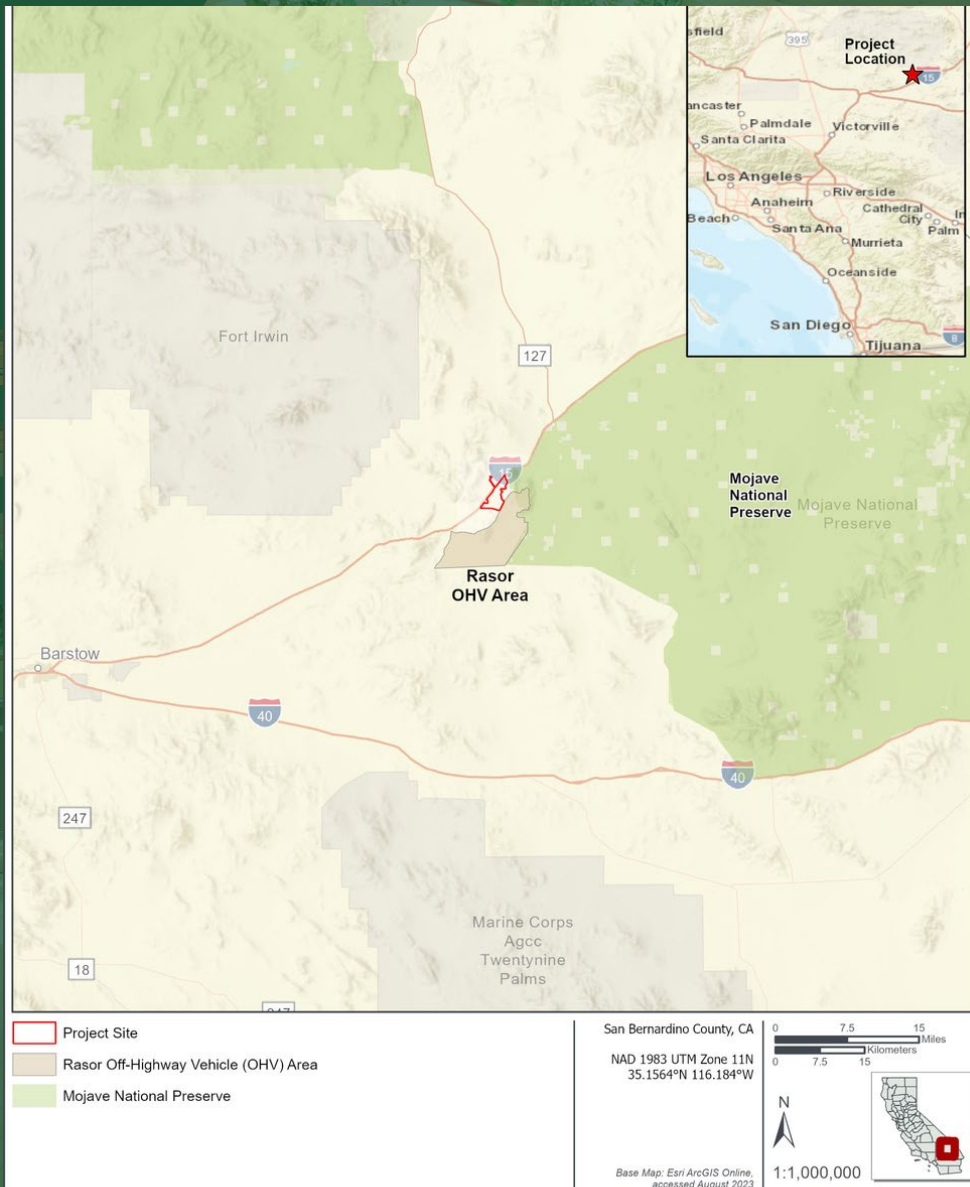 sfield
395
Project
Location
15
ancaster
Palmdale
Victorville
Santa Clarita
Los Angeles
Riverside
Anaheim
Cathedral
City
In
Beach
Santa Ana
Palm
Murrieta
Oceanside
San Diego
8
Tijuana
Fort Irwin
127
15
Mojave
National
Preserve
Mojave National
Preserve
Rasor
OHV Area
Barstow
40
40
247
Marine Corps
Agcc
Twentynine
Palms
18
247
Project Site
Rasor Off-Highway Vehicle (OHV) Area
Mojave National Preserve
San Bernardino County, CA
NAD 1983 UTM Zone 11N
35.1564°N 116.184°W
Base Map: Esri ArcGIS Online,
accessed August 2023
0 7.5 15
Miles
Kilometers
0 7.5 15
N
1:1,000,000